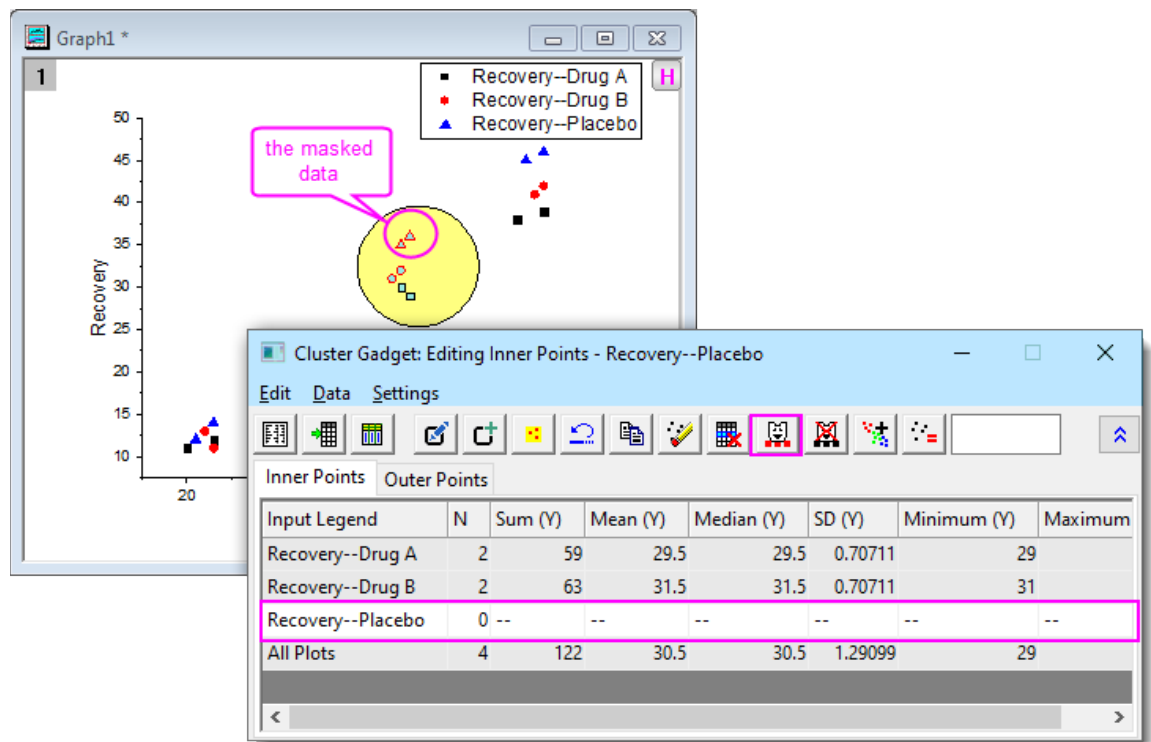 Graph1 *
1
Recovery--Drug A
H
Recovery--Drug B
Recovery--Placebo
the masked
data
50
45
40
35
30
25
20
15
10
Recovery
20
Cluster Gadget: Editing Inner Points - Recovery--Placebo
Edit Data Settings
Inner Points Outer Points
Input Legend N Sum (Y) Mean (Y) Median (Y) SD (Y) Minimum (Y) Maximum
Recovery--Drug A 2 59 29.5 29.5 0.70711 29
Recovery--Drug B 2 63 31.5 31.5 0.70711 31
Recovery--Placebo 0 -- -- -- -- -- --
All Plots 4 122 30.5 30.5 1.29099 29